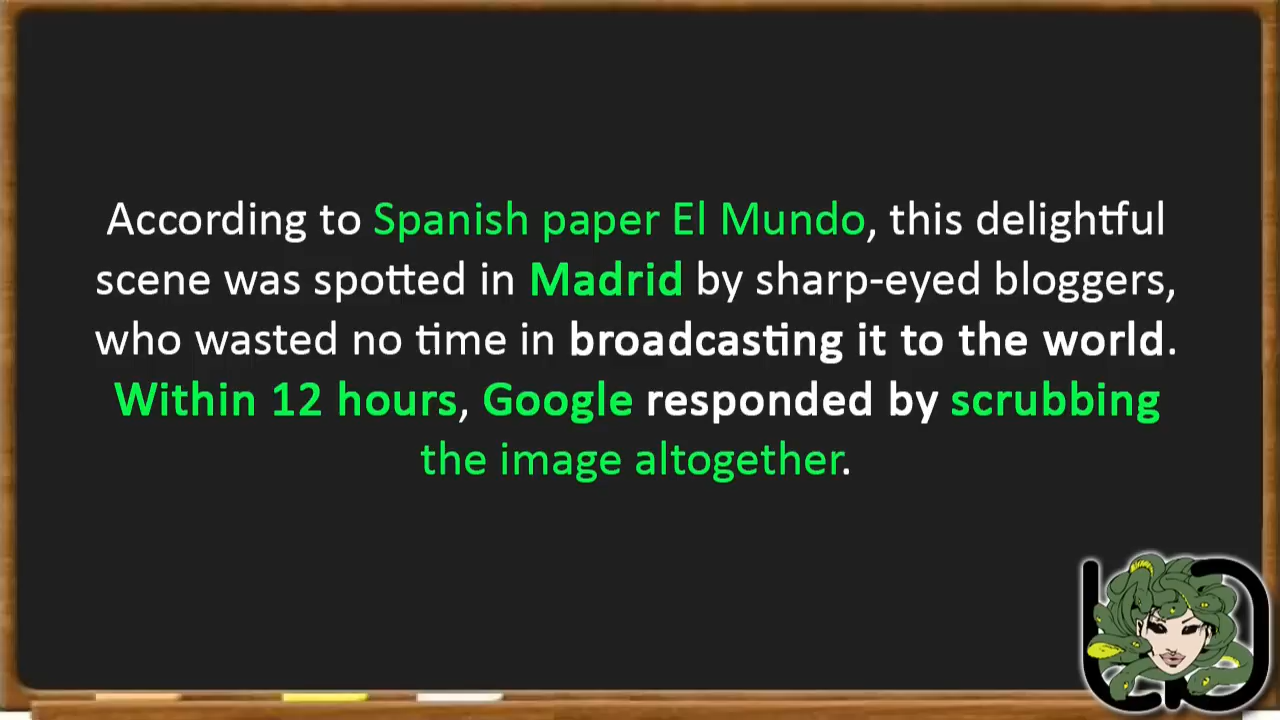 According to Spanish paper El Mundo, this delightful
scene was spotted in Madrid by sharp-eyed bloggers,
who wasted no time in broadcasting it to the world.
Within 12 hours, Google responded by scrubbing
the image altogether.